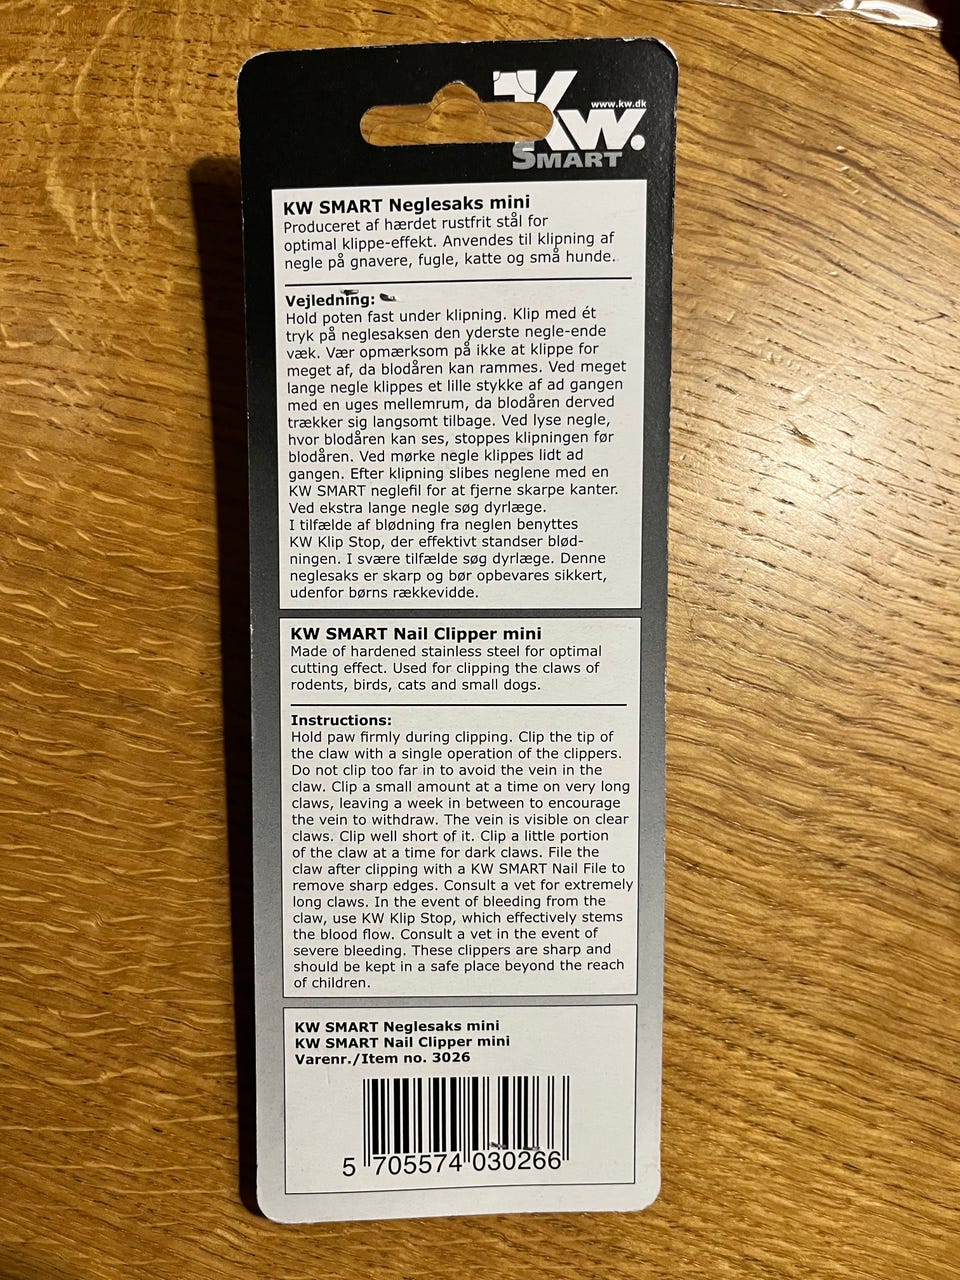 www.kw.dk
KW.
SMART
KW SMART Neglesaks mini
Produceret af hærdet rustfrit stål for
optimal klippe-effekt. Anvendes til klipning af
negle på gnavere, fugle, katte og små hunde.
Vejledning:
Hold poten fast under klipning. Klip med ét
tryk på neglesaksen den yderste negle-ende
væk. Vær opmærksom på ikke at klippe for
meget af, da blodåren kan rammes. Ved meget
lange negle klippes et lille stykke af ad gangen
med en uges mellemrum, da blodåren derved
trækker sig langsomt tilbage. Ved lyse negle,
hvor blodåren kan ses, stoppes klipningen før
blodåren. Ved mørke negle klippes lidt ad
gangen. Efter klipning slibes neglene med en
KW SMART neglefil for at fjerne skarpe kanter.
Ved ekstra lange negle søg dyrlæge.
I tilfælde af blødning fra neglen benyttes
KW Klip Stop, der effektivt standser blød-
ningen. I svære tilfælde søg dyrlæge. Denne
neglesaks er skarp og bør opbevares sikkert,
udenfor børns rækkevidde.
KW SMART Nail Clipper mini
Made of hardened stainless steel for optimal
cutting effect. Used for clipping the claws of
rodents, birds, cats and small dogs.
Instructions:
Hold paw firmly during clipping. Clip the tip of
the claw with a single operation of the clippers.
Do not clip too far in to avoid the vein in the
claw. Clip a small amount at a time on very long
claws, leaving a week in between to encourage
the vein to withdraw. The vein is visible on clear
claws. Clip well short of it. Clip a little portion
of the claw at a time for dark claws. File the
claw after clipping with a KW SMART Nail File to
remove sharp edges. Consult a vet for extremely
long claws. In the event of bleeding from the
claw, use KW Klip Stop, which effectively stems
the blood flow. Consult a vet in the event of
severe bleeding. These clippers are sharp and
should be kept in a safe place beyond the reach
of children.
KW SMART Neglesaks mini
KW SMART Nail Clipper mini
Varenr./Item no. 3026
5 705574 030266